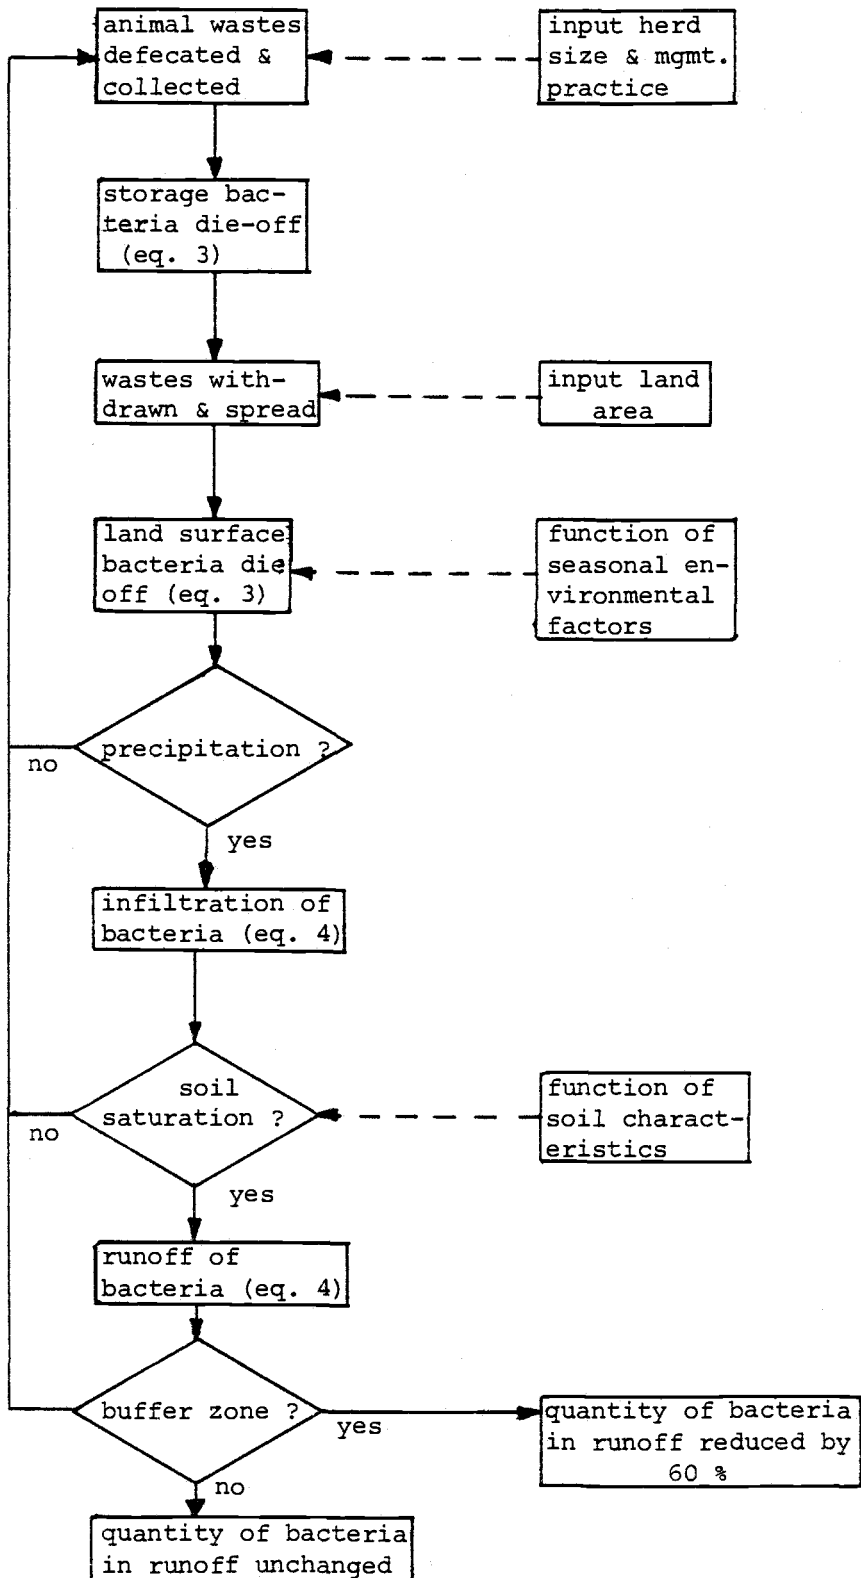 animal wastes
defecated &
collected
input herd
size & mgmt.
practice
storage bac-
teria die-off
(eq. 3)
wastes with-
drawn & spread
input land
area
land surface
bacteria die
off (eq. 3)
function of
seasonal en-
vironmental
factors
precipitation ?
no
yes
infiltration of
bacteria (eq. 4)
soil
saturation ?
no
function of
soil charact-
eristics
yes
runoff of
bacteria (eq. 4)
buffer zone ?
yes
quantity of bacteria
in runoff reduced by
60 %
no
quantity of bacteria
in runoff unchanged